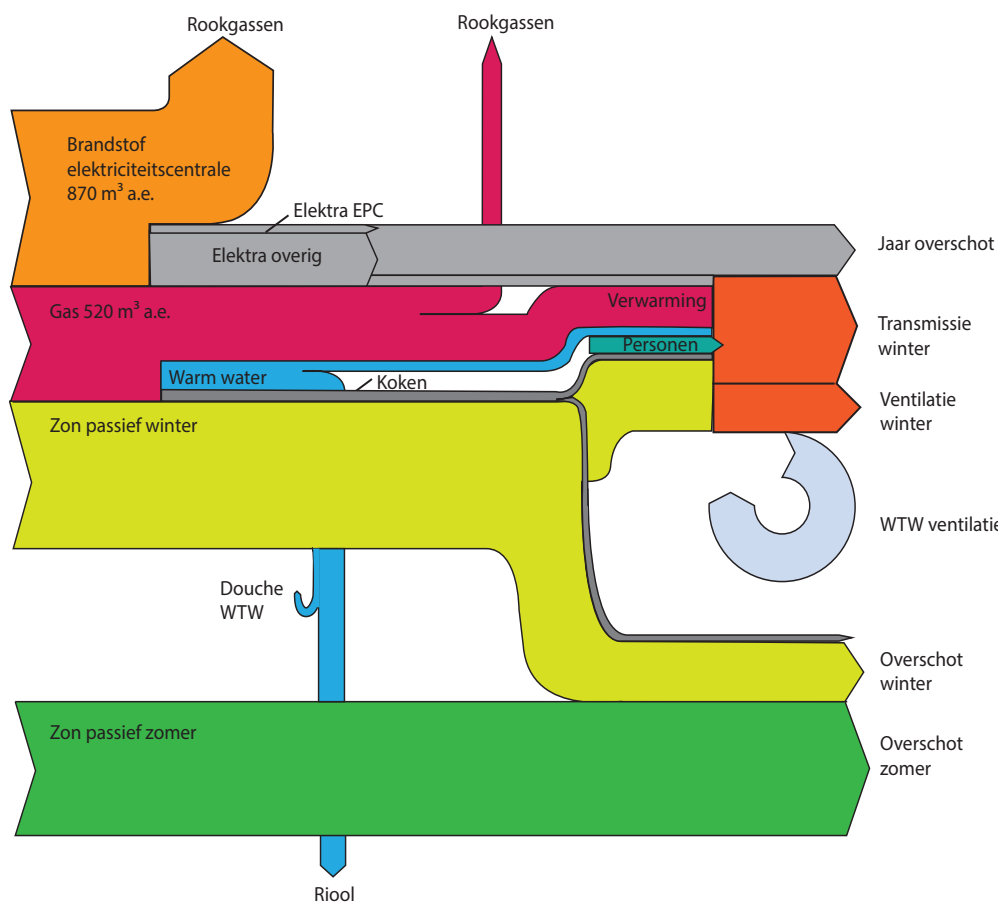 Rookgassen
Rookgassen
Brandstof
elektriciteitscentrale
870 m³ a.e.
Elektra EPC
Elektra overig
Jaar overschot
Gas 520 m³ a.e.
Verwarming
Transmissie
winter
Personen
Warm water
Koken
Ventilatie
winter
Zon passief winter
WTW ventilatie
Douche
WTW
Overschot
winter
Zon passief zomer
Overschot
zomer
Riool